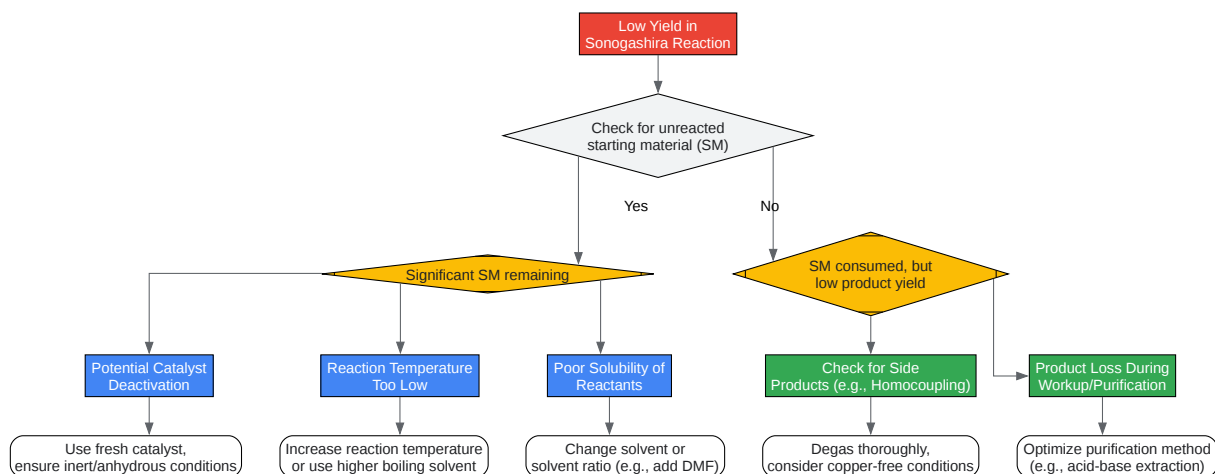 Low Yield in
Sonogashira Reaction
Check for unreacted
starting material (SM)
Yes
No
Significant SM remaining
SM consumed, but
low product yield
Potential Catalyst
Deactivation
Reaction Temperature
Too Low
Poor Solubility of
Reactants
Check for Side
Products (e.g., Homocoupling)
Product Loss During
Workup/Purification
Use fresh catalyst,
ensure inert/anhydrous conditions
Increase reaction temperature
or use higher boiling solvent
Change solvent or
solvent ratio (e.g., add DMF)
Degas thoroughly,
consider copper-free conditions
Optimize purification method
(e.g., acid-base extraction)